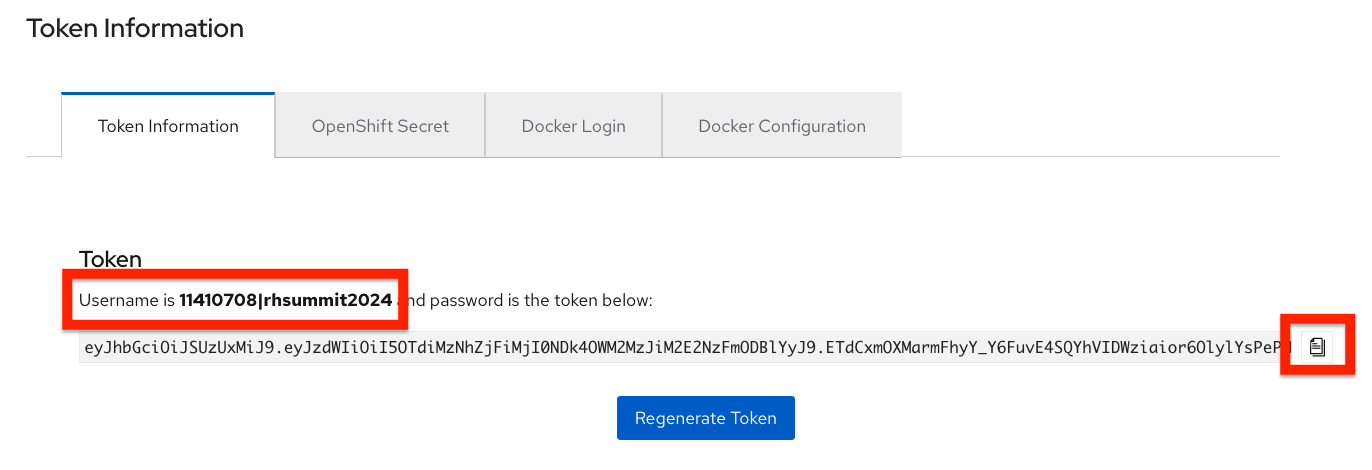 Token Information
Token Information
OpenShift Secret
Docker Login
Docker Configuration
Token
Username is 11410708|rhsummit2024 and password is the token below:
eyJhbGciOiJSUzUxMiJ9.eyJzdWIiOiI5OTdiMzNhZjFiMjI0NDk4OWM2MzJiM2E2NzFmODBlYyJ9.ETdCxmOXMarmFhyY_Y6FuvE4SQYhVIDWziaior6OlylYsPeP
Regenerate Token